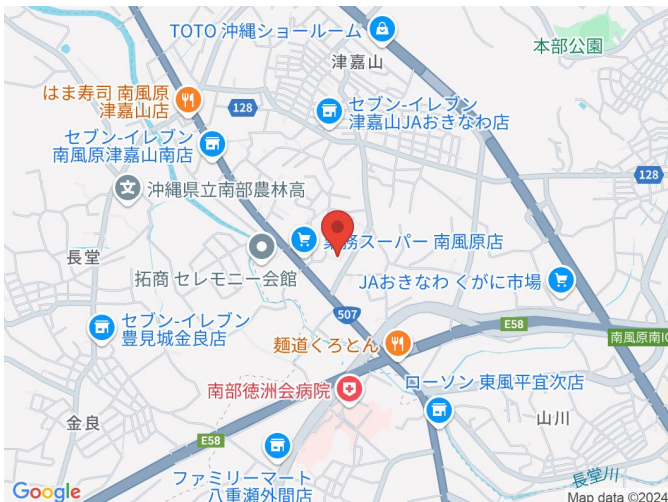 TOTO 沖縄ショールーム
津嘉山
本部公園
はま寿司 南風原
津嘉山店
128
セブン-イレブン
津嘉山JAおきなわ店
セブン-イレブン
南風原津嘉山南店
128
沖縄県立南部農林高
長堂
業務スーパー 南風原店
拓商 セレモニー会館
JAおきなわ くがに市場
507
セブン-イレブン
豊見城金良店
E58
麺道くろとん
南風原南IC
南部徳洲会病院
ローソン 東風平宜次店
金良
山川
E58
ファミリーマート
八重瀬外間店
長堂川
Google
Map data ©2024